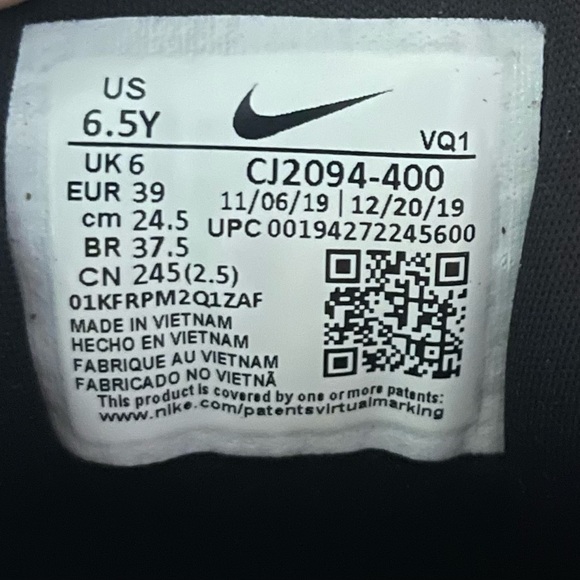 US
6.5Y
VQ1
UK 6
EUR 39
cm 24.5
BR 37.5
CN 245(2.5)
CJ2094-400
11/06/19 | 12/20/19
UPC 00194272245600
01KFRPM2Q1ZAF
MADE IN VIETNAM
HECHO EN VIETNAM
FABRIQUE AU VIETNAM
FABRICADO NO VIETNÃ
This product is covered by one or more patents:
www.nike.com/patentsvirtualmarking